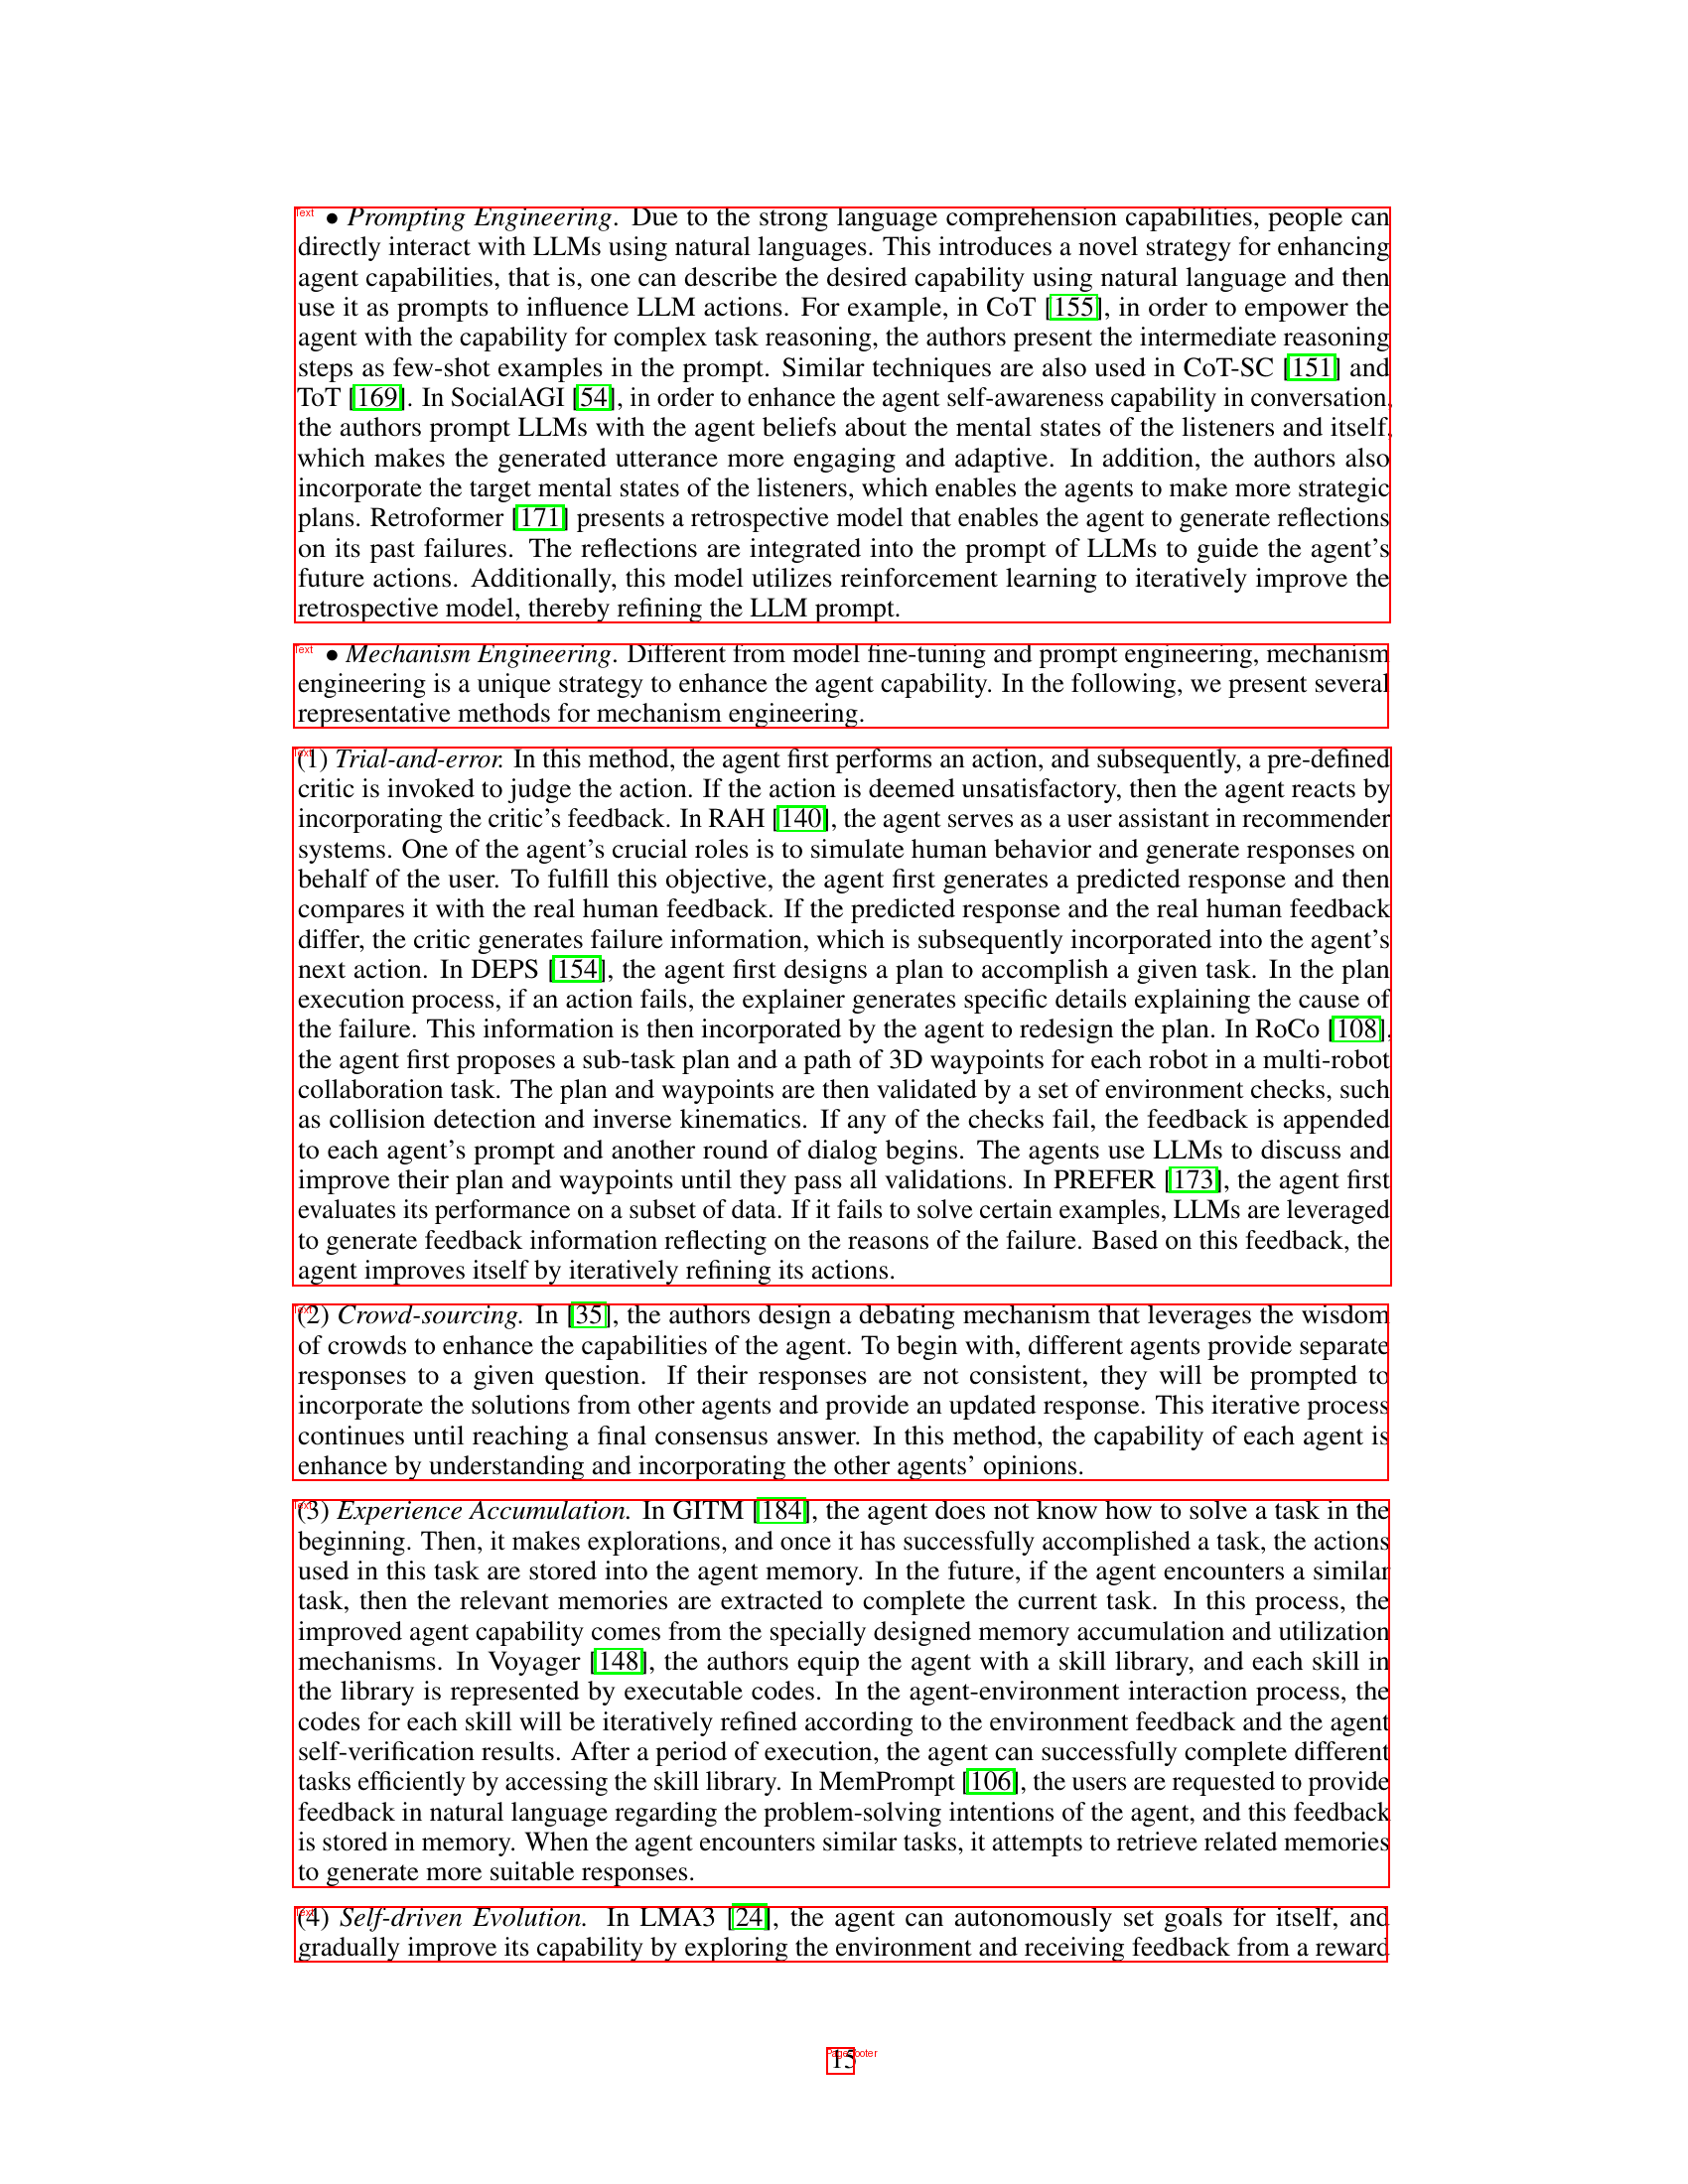 Text
• Prompting Engineering. Due to the strong language comprehension capabilities, people can
directly interact with LLMs using natural languages. This introduces a novel strategy for enhancing
agent capabilities, that is, one can describe the desired capability using natural language and then
use it as prompts to influence LLM actions. For example, in CoT [155], in order to empower the
agent with the capability for complex task reasoning, the authors present the intermediate reasoning
steps as few-shot examples in the prompt. Similar techniques are also used in CoT-SC [151] and
ToT [169]. In SocialAGI [54], in order to enhance the agent self-awareness capability in conversation,
the authors prompt LLMs with the agent beliefs about the mental states of the listeners and itself,
which makes the generated utterance more engaging and adaptive. In addition, the authors also
incorporate the target mental states of the listeners, which enables the agents to make more strategic
plans. Retroformer [171] presents a retrospective model that enables the agent to generate reflections
on its past failures. The reflections are integrated into the prompt of LLMs to guide the agent's
future actions. Additionally, this model utilizes reinforcement learning to iteratively improve the
retrospective model, thereby refining the LLM prompt.
Text
• Mechanism Engineering. Different from model fine-tuning and prompt engineering, mechanism
engineering is a unique strategy to enhance the agent capability. In the following, we present several
representative methods for mechanism engineering.
Text
(1) Trial-and-error. In this method, the agent first performs an action, and subsequently, a pre-defined
critic is invoked to judge the action. If the action is deemed unsatisfactory, then the agent reacts by
incorporating the critic's feedback. In RAH [140], the agent serves as a user assistant in recommender
systems. One of the agent's crucial roles is to simulate human behavior and generate responses on
behalf of the user. To fulfill this objective, the agent first generates a predicted response and then
compares it with the real human feedback. If the predicted response and the real human feedback
differ, the critic generates failure information, which is subsequently incorporated into the agent's
next action. In DEPS [154], the agent first designs a plan to accomplish a given task. In the plan
execution process, if an action fails, the explainer generates specific details explaining the cause of
the failure. This information is then incorporated by the agent to redesign the plan. In RoCo [108],
the agent first proposes a sub-task plan and a path of 3D waypoints for each robot in a multi-robot
collaboration task. The plan and waypoints are then validated by a set of environment checks, such
as collision detection and inverse kinematics. If any of the checks fail, the feedback is appended
to each agent's prompt and another round of dialog begins. The agents use LLMs to discuss and
improve their plan and waypoints until they pass all validations. In PREFER [173], the agent first
evaluates its performance on a subset of data. If it fails to solve certain examples, LLMs are leveraged
to generate feedback information reflecting on the reasons of the failure. Based on this feedback, the
agent improves itself by iteratively refining its actions.
Text
(2) Crowd-sourcing. In [35], the authors design a debating mechanism that leverages the wisdom
of crowds to enhance the capabilities of the agent. To begin with, different agents provide separate
responses to a given question. If their responses are not consistent, they will be prompted to
incorporate the solutions from other agents and provide an updated response. This iterative process
continues until reaching a final consensus answer. In this method, the capability of each agent is
enhance by understanding and incorporating the other agents' opinions.
Text
(3) Experience Accumulation. In GITM [184], the agent does not know how to solve a task in the
beginning. Then, it makes explorations, and once it has successfully accomplished a task, the actions
used in this task are stored into the agent memory. In the future, if the agent encounters a similar
task, then the relevant memories are extracted to complete the current task. In this process, the
improved agent capability comes from the specially designed memory accumulation and utilization
mechanisms. In Voyager [148], the authors equip the agent with a skill library, and each skill in
the library is represented by executable codes. In the agent-environment interaction process, the
codes for each skill will be iteratively refined according to the environment feedback and the agent
self-verification results. After a period of execution, the agent can successfully complete different
tasks efficiently by accessing the skill library. In MemPrompt [106], the users are requested to provide
feedback in natural language regarding the problem-solving intentions of the agent, and this feedback
is stored in memory. When the agent encounters similar tasks, it attempts to retrieve related memories
to generate more suitable responses.
Text
(4) Self-driven Evolution. In LMA3 [24], the agent can autonomously set goals for itself, and
gradually improve its capability by exploring the environment and receiving feedback from a reward
PageFooter
15